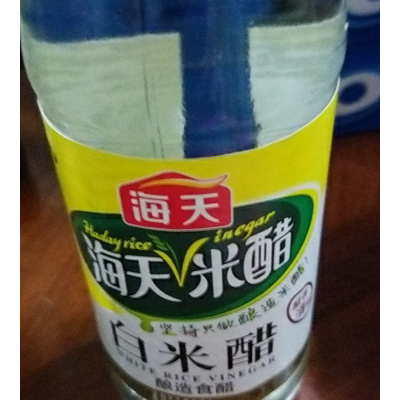 海天
Haday rice Vinegar
海天米醋
坚持只做酿造米醋
白米醋
WHITE RICE VINEGAR
酿造食醋